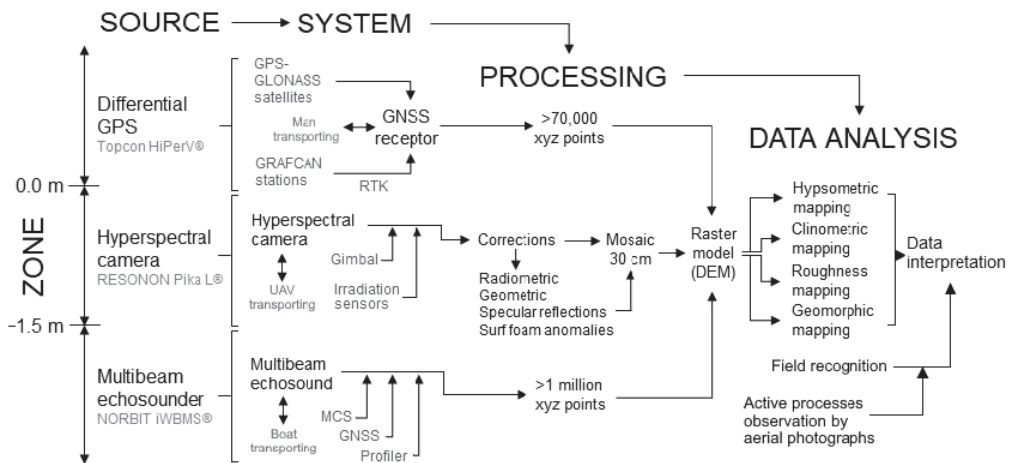 SOURCE
SYSTEM
PROCESSING
DATA ANALYSIS
ZONE
0.0 m
−1.5 m
Differential
GPS
Topcon HiPerV®
GPS-
GLONASS
satellites
Man
transporting
GNSS
receptor
GRAFCAN
stations
RTK
>70,000
xyz points
Hyperspectral
camera
RESONON Pika L®
Hyperspectral
camera
UAV
transporting
Gimbal
Irradiation
sensors
Corrections
Radiometric
Geometric
Specular reflections
Surf foam anomalies
Mosaic
30 cm
Raster
model
(DEM)
Hypsometric
mapping
Clinometric
mapping
Roughness
mapping
Geomorphic
mapping
Data
interpretation
Multibeam
echosounder
NORBIT iWBMS®
Multibeam
echosound
Boat
transporting
MCS
GNSS
Profiler
>1 million
xyz points
Field recognition
Active processes
observation by
aerial photographs